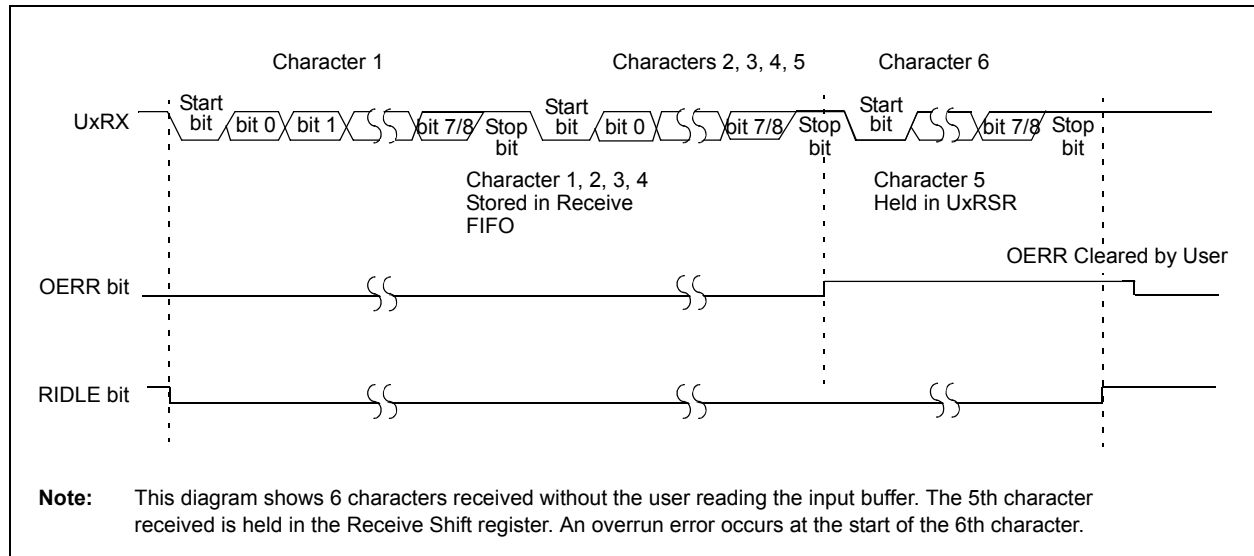 Character 1
Characters 2, 3, 4, 5
Character 6
UxRX
Start
bit
bit 0
bit 1
bit 7/8
Stop
bit
Start
bit
bit 0
bit 7/8
Stop
bit
Start
bit
bit 7/8
Stop
bit
Character 1, 2, 3, 4
Stored in Receive
FIFO
Character 5
Held in UxRSR
OERR Cleared by User
OERR bit
RIDLE bit
Note: This diagram shows 6 characters received without the user reading the input buffer. The 5th character
received is held in the Receive Shift register. An overrun error occurs at the start of the 6th character.